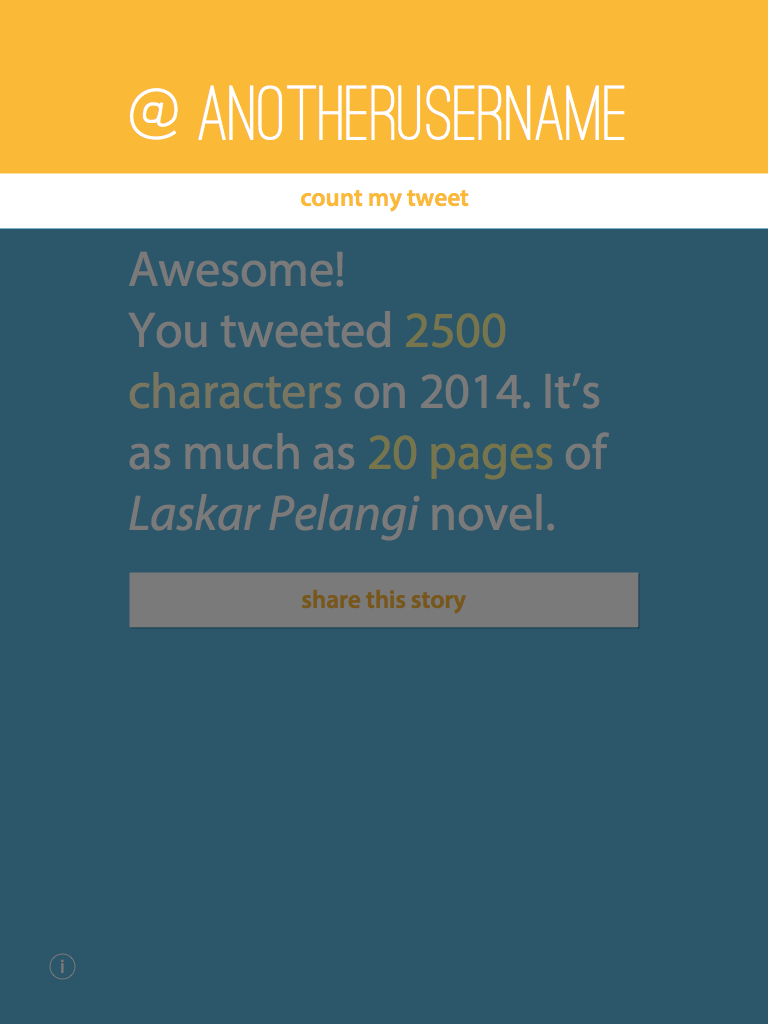 @ ANOTHERUSERNAME
count my tweet
Awesome!
You tweeted 2500
characters on 2014. It’s
as much as 20 pages of
Laskar Pelangi novel.
share this story
i